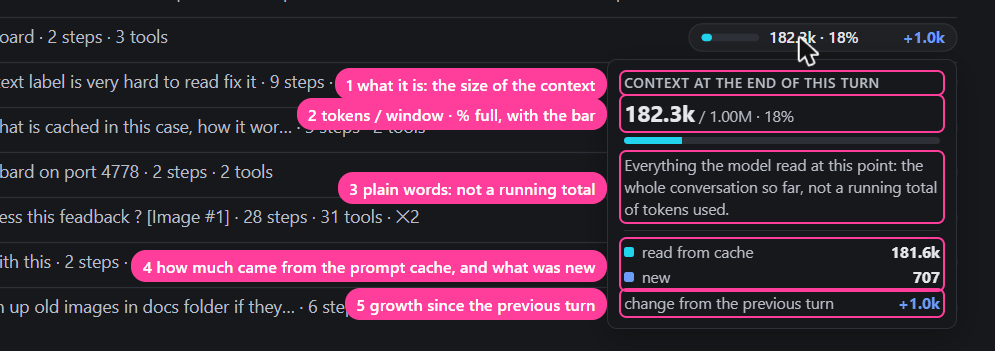 oard · 2 steps · 3 tools
182.3k · 18% +1.0k
text label is very hard to read fix it · 9 steps ·
1 what it is: the size of the context
CONTEXT AT THE END OF THIS TURN
hat is cached in this case, how it wor... ·
2 tokens / window · % full, with the bar
182.3k / 1.00M · 18%
bard on port 4778 · 2 steps · 2 tools
3 plain words: not a running total
Everything the model read at this point: the
whole conversation so far, not a running total
of tokens used.
ess this feadback ? [Image #1] · 28 steps · 31 tools · ✕2
with this · 2 steps ·
4 how much came from the prompt cache, and what was new
read from cache 181.6k
new 707
n up old images in docs folder if they... · 6 ste
5 growth since the previous turn
change from the previous turn +1.0k